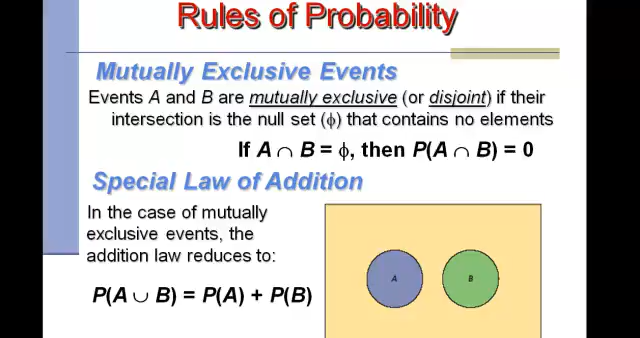 Rules of Probability
Mutually Exclusive Events
Events A and B are mutually exclusive (or disjoint) if their
intersection is the null set (ϕ) that contains no elements
If A ∩ B = ϕ, then P(A ∩ B) = 0
Special Law of Addition
In the case of mutually
exclusive events, the
addition law reduces to:
P(A ∪ B) = P(A) + P(B)
A B